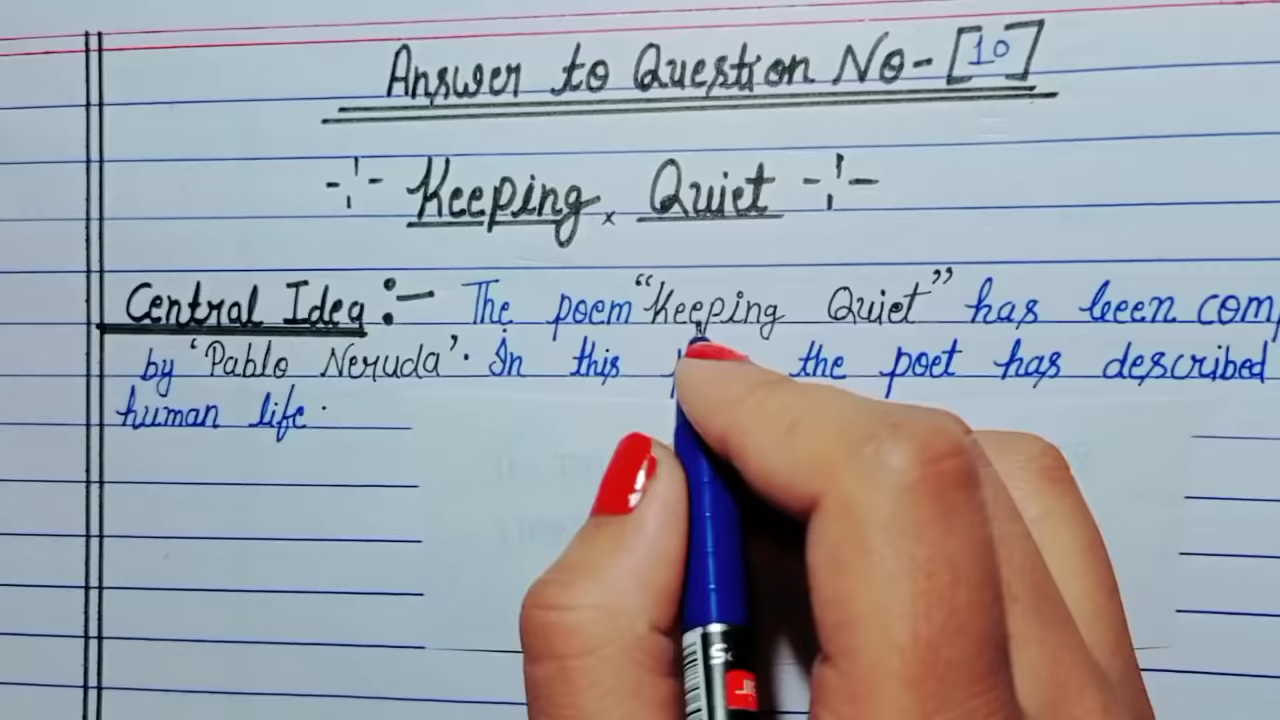 Answer to Question No-[10]
-:- Keeping x Quiet -:-
Central Idea :- The poem "Keeping Quiet" has been com
by 'Pablo Neruda'. In this the poet has described
human life.